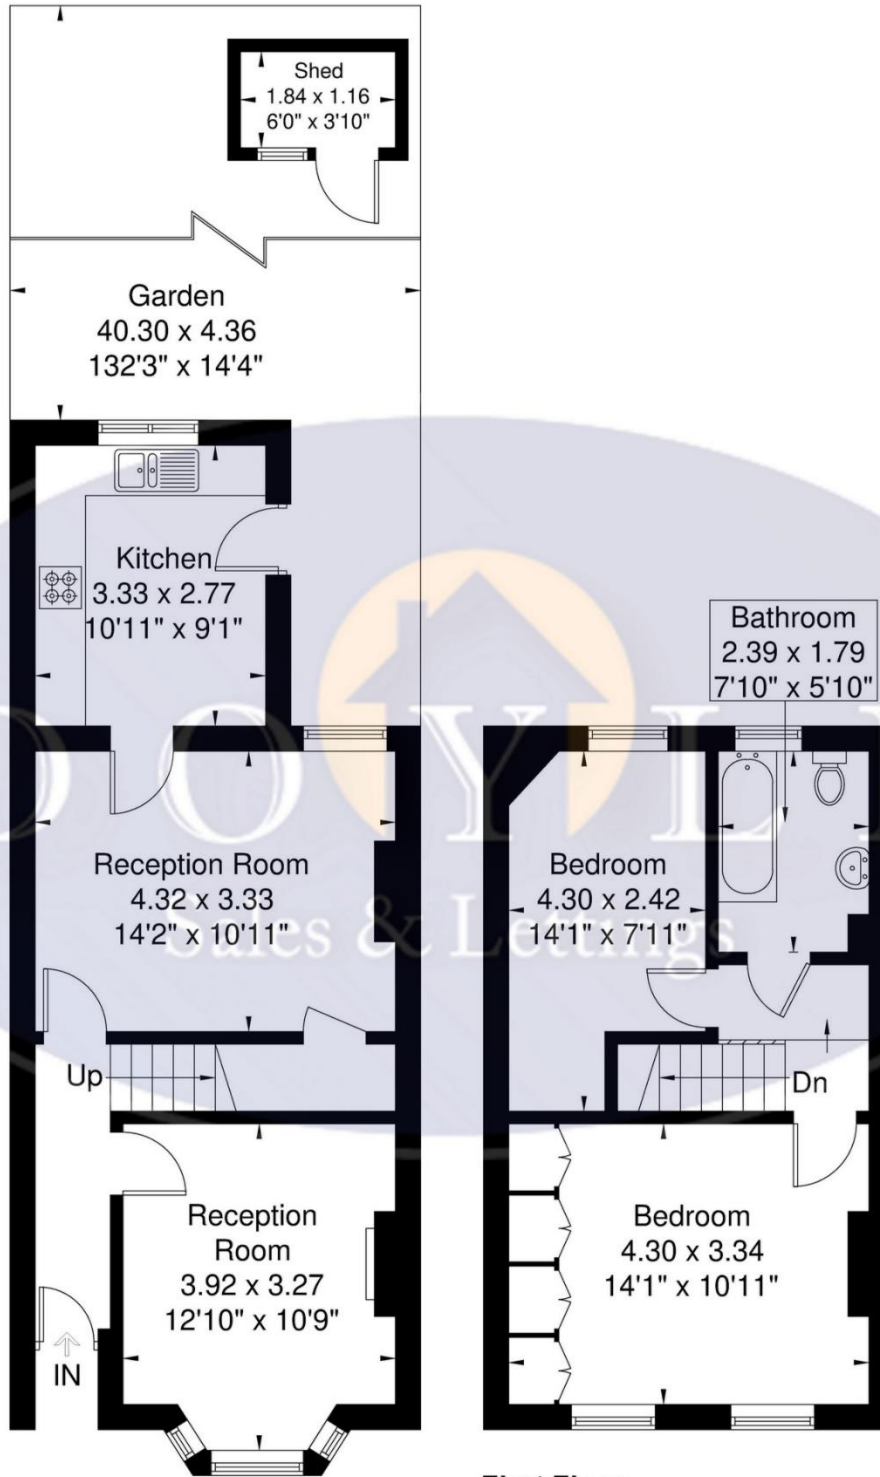 Shed
1.84 x 1.16
6'0" x 3'10"
Garden
40.30 x 4.36
132'3" x 14'4"
Kitchen
3.33 x 2.77
10'11" x 9'1"
Bathroom
2.39 x 1.79
7'10" x 5'10"
DOYLE
Sales & Lettings
Reception Room
4.32 x 3.33
14'2" x 10'11"
Bedroom
4.30 x 2.42
14'1" x 7'11"
Up
Dn
Reception
Room
3.92 x 3.27
12'10" x 10'9"
Bedroom
4.30 x 3.34
14'1" x 10'11"
IN